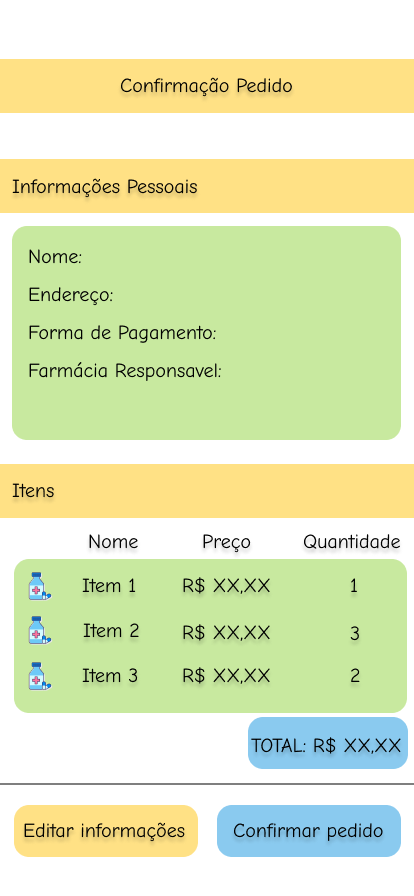 Confirmação Pedido
Informações Pessoais
Nome:
Endereço:
Forma de Pagamento:
Farmácia Responsavel:
Itens
Nome Preço Quantidade
Item 1 R$ XX,XX 1
Item 2 R$ XX,XX 3
Item 3 R$ XX,XX 2
TOTAL: R$ XX,XX
Editar informações Confirmar pedido